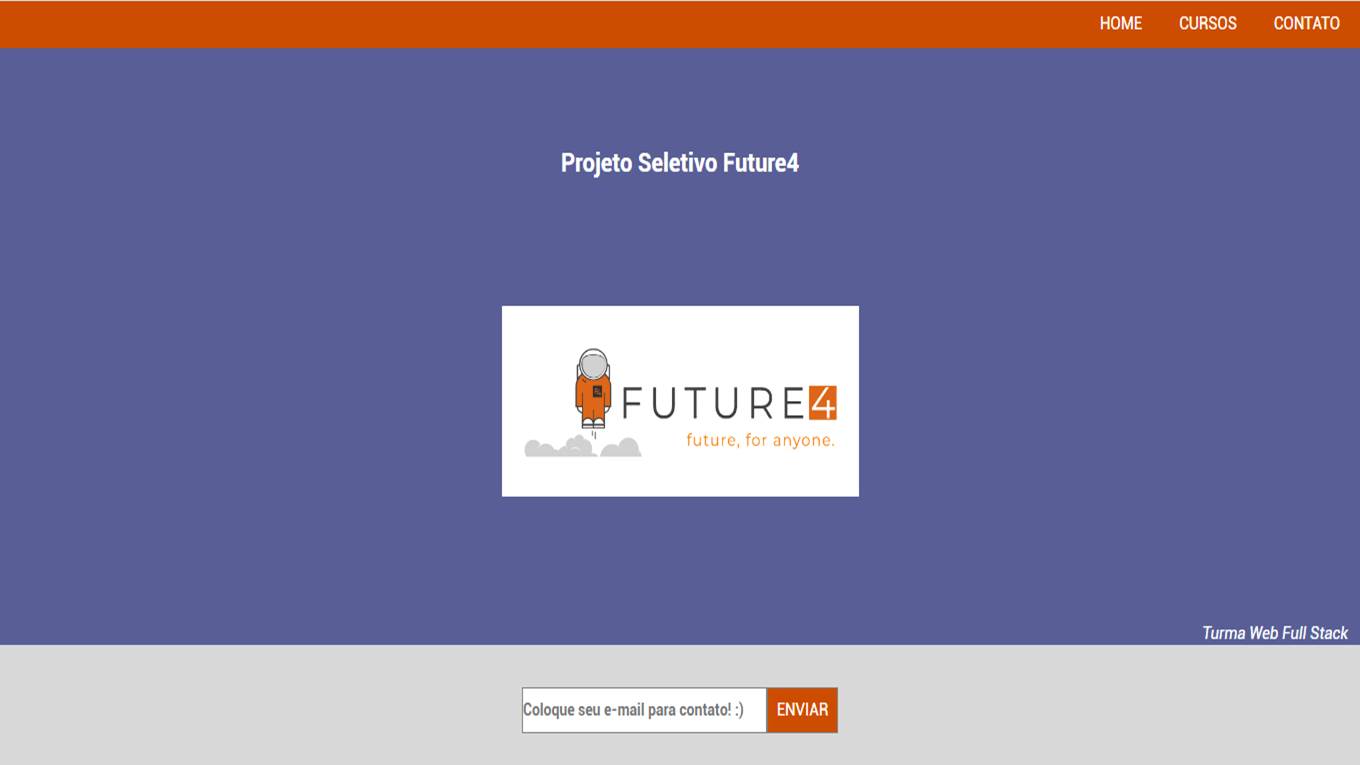 HOME CURSOS CONTATO
Projeto Seletivo Future4
FUTURE4
future, for anyone.
Turma Web Full Stack
Coloque seu e-mail para contato! :) ENVIAR